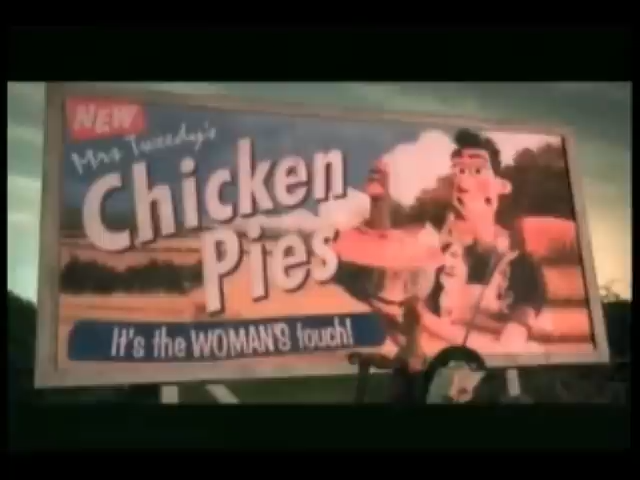 NEW
Mrs Tweedy's
Chicken
Pies
It's the WOMAN'S touch!